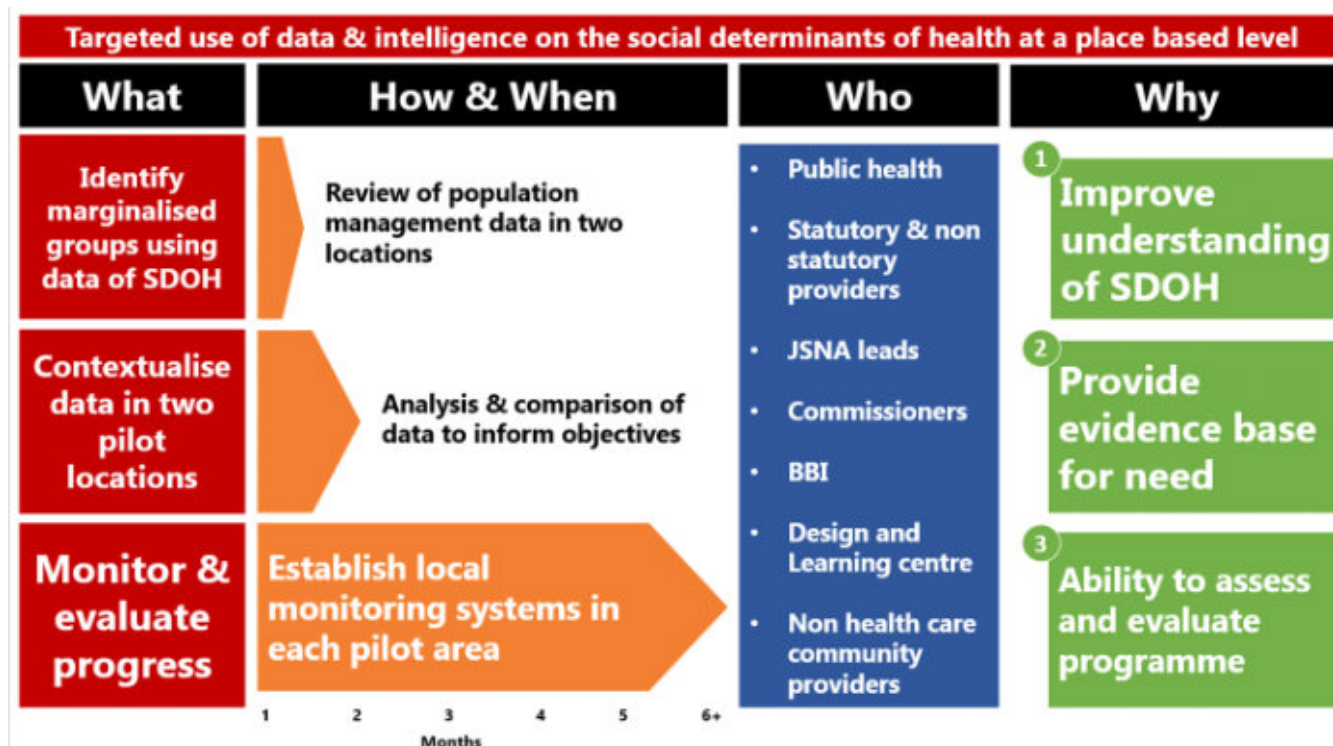 Targeted use of data & intelligence on the social determinants of health at a place based level
What
How & When
Who
Why
Identify
marginalised
groups using
data of SDOH
Review of population
management data in two
locations
Contextualise
data in two
pilot
locations
Analysis & comparison of
data to inform objectives
Monitor &
evaluate
progress
Establish local
monitoring systems in
each pilot area
1 2 3 4 5 6+
Months
• Public health
• Statutory & non
statutory
providers
• JSNA leads
• Commissioners
• BBI
• Design and
Learning centre
• Non health care
community
providers
1
Improve
understanding
of SDOH
2
Provide
evidence base
for need
3
Ability to assess
and evaluate
programme